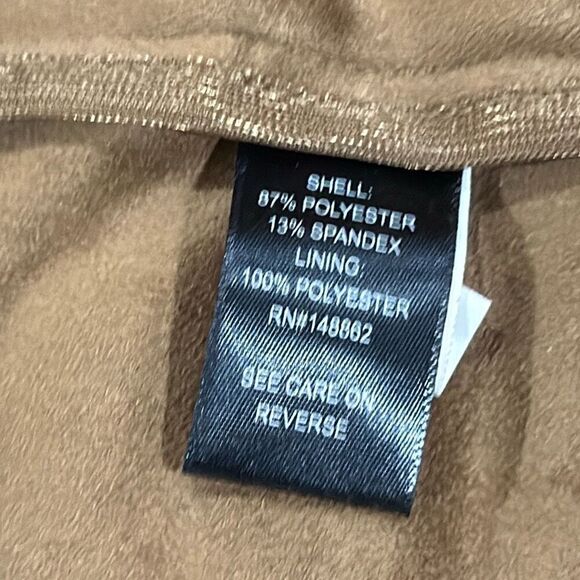 SHELL:
87% POLYESTER
13% SPANDEX
LINING:
100% POLYESTER
RN#148862
SEE CARE ON
REVERSE